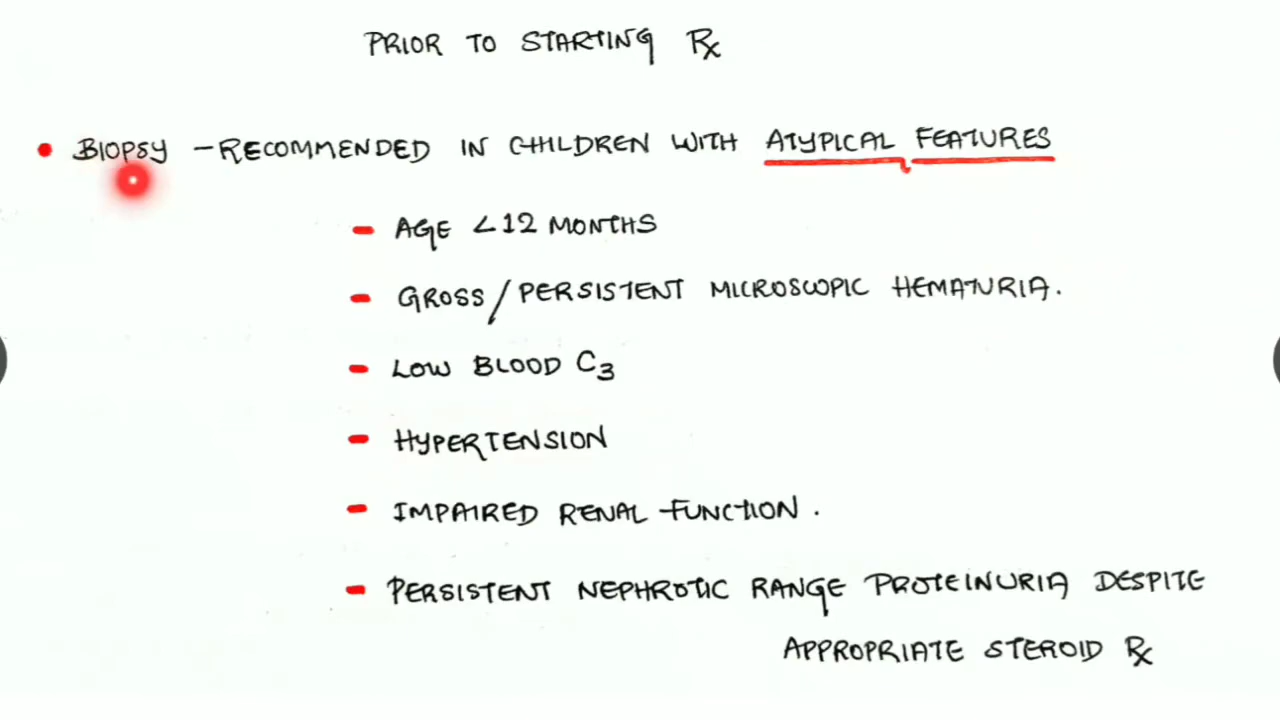 PRIOR TO STARTING Rx
• BIOPSY - RECOMMENDED IN CHILDREN WITH ATYPICAL FEATURES
- AGE <12 MONTHS
- GROSS/PERSISTENT MICROSCOPIC HEMATURIA.
- LOW BLOOD C3
- HYPERTENSION
- IMPAIRED RENAL FUNCTION.
- PERSISTENT NEPHROTIC RANGE PROTEINURIA DESPITE
APPROPRIATE STEROID Rx